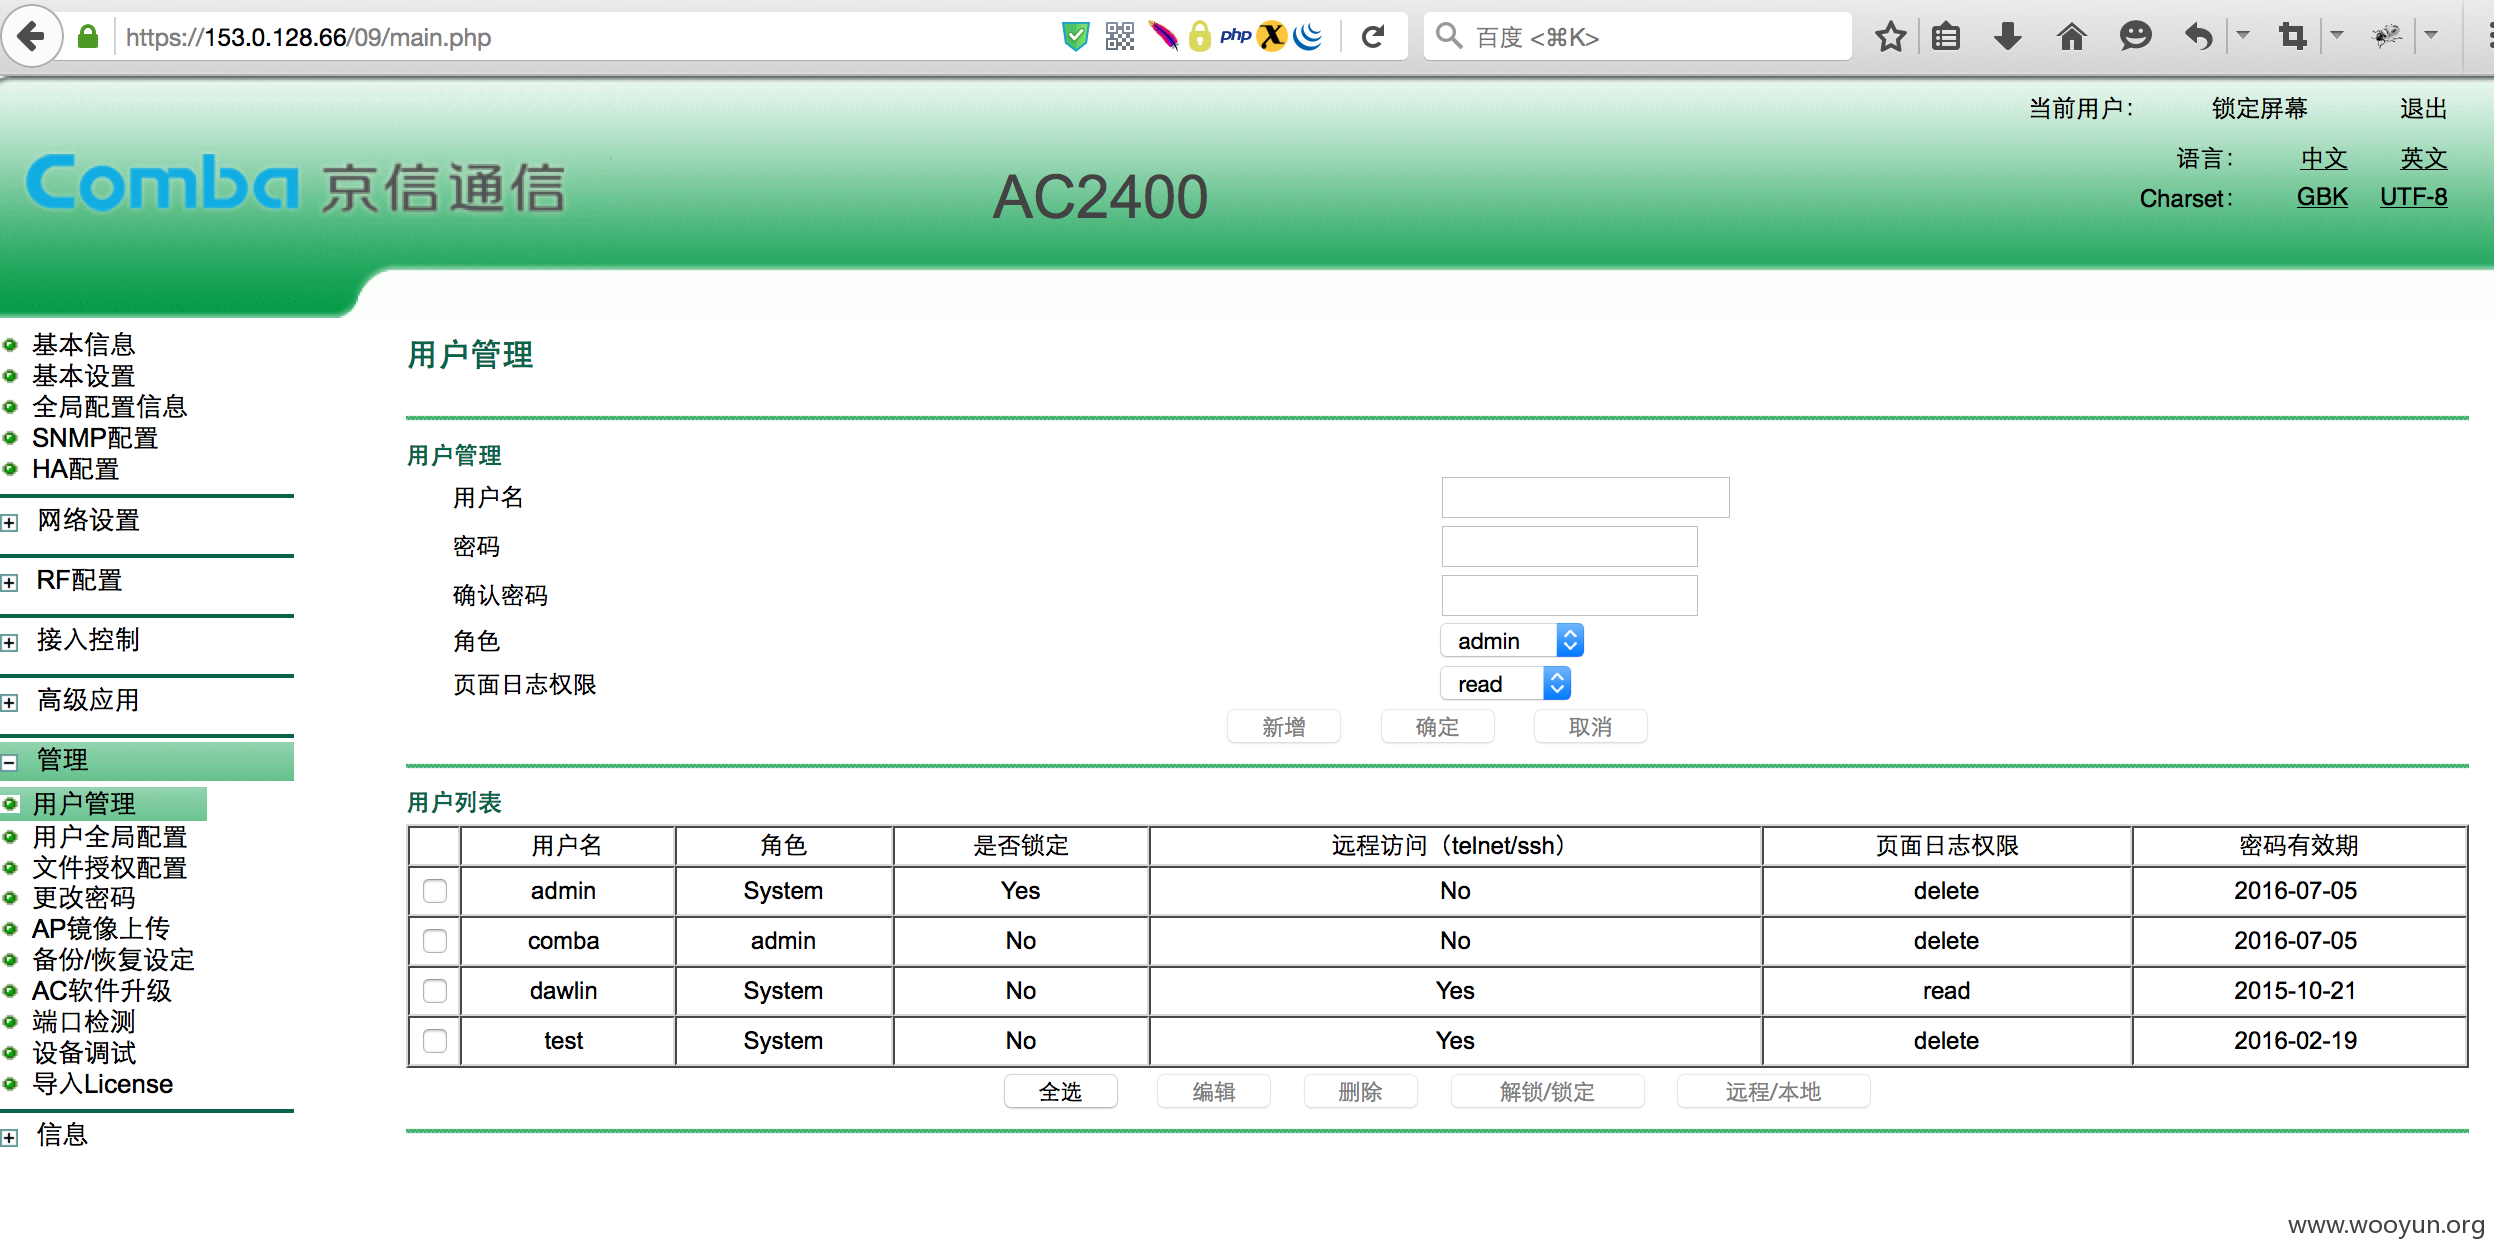 https://153.0.128.66/09/main.php
php
百度 <⌘K>
当前用户：
锁定屏幕
退出
语言：
中文
英文
Charset：
GBK
UTF-8
Comba 京信通信
AC2400
基本信息
基本设置
全局配置信息
SNMP配置
HA配置
网络设置
RF配置
接入控制
高级应用
管理
用户管理
用户全局配置
文件授权配置
更改密码
AP镜像上传
备份/恢复设定
AC软件升级
端口检测
设备调试
导入License
信息
用户管理
用户管理
用户名
密码
确认密码
角色 admin
页面日志权限 read
新增 确定 取消
用户列表
用户名 角色 是否锁定 远程访问（telnet/ssh） 页面日志权限 密码有效期
admin System Yes No delete 2016-07-05
comba admin No No delete 2016-07-05
dawlin System No Yes read 2015-10-21
test System No Yes delete 2016-02-19
全选 编辑 删除 解锁/锁定 远程/本地
www.wooyun.org